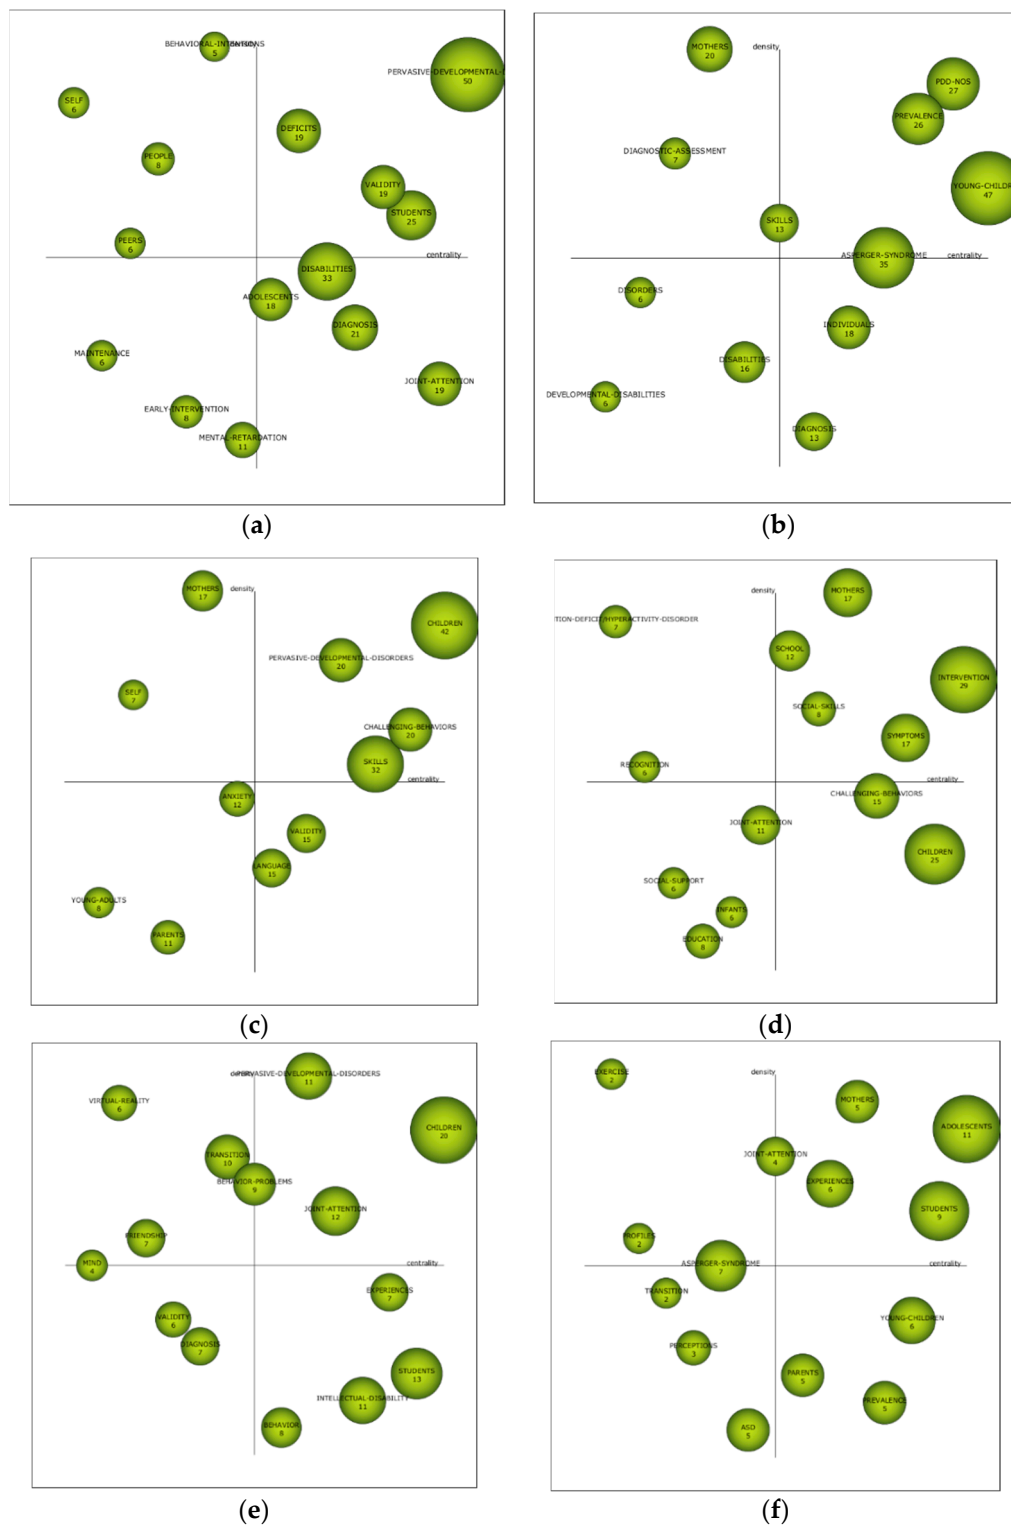 BEHAVIORAL-INTENTIONS
5
density
PERVASIVE-DEVELOPMENTAL-
50
SELF
6
DEFICITS
19
PEOPLE
8
VALIDITY
19
STUDENTS
25
PEERS
6
centrality
DISABILITIES
33
ADOLESCENTS
18
DIAGNOSIS
21
MAINTENANCE
6
JOINT-ATTENTION
19
EARLY-INTERVENTION
8
MENTAL-RETARDATION
11
(a)
MOTHERS
20
density
PDD-NOS
27
PREVALENCE
26
DIAGNOSTIC-ASSESSMENT
7
YOUNG-CHILDR
47
SKILLS
13
ASPERGER-SYNDROME
35
centrality
DISORDERS
6
INDIVIDUALS
18
DISABILITIES
16
DEVELOPMENTAL-DISABILITIES
6
DIAGNOSIS
13
(b)
MOTHERS
17
density
CHILDREN
42
PERVASIVE-DEVELOPMENTAL-DISORDERS
20
SELF
7
CHALLENGING-BEHAVIORS
20
SKILLS
32
centrality
ANXIETY
12
VALIDITY
15
LANGUAGE
15
YOUNG-ADULTS
8
PARENTS
11
(c)
density
MOTHERS
17
TION-DEFICIT/HYPERACTIVITY-DISORDER
7
SCHOOL
12
INTERVENTION
29
SOCIAL-SKILLS
8
SYMPTOMS
17
RECOGNITION
6
centrality
CHALLENGING-BEHAVIORS
15
JOINT-ATTENTION
11
CHILDREN
25
SOCIAL-SUPPORT
6
INFANTS
6
EDUCATION
8
(d)
density
PERVASIVE-DEVELOPMENTAL-DISORDERS
11
VIRTUAL-REALITY
6
CHILDREN
20
TRANSITION
10
BEHAVIOR-PROBLEMS
9
JOINT-ATTENTION
12
FRIENDSHIP
7
MIND
4
centrality
EXPERIENCES
7
VALIDITY
6
DIAGNOSIS
7
STUDENTS
13
INTELLECTUAL-DISABILITY
11
BEHAVIOR
8
(e)
EXERCISE
2
density
MOTHERS
5
ADOLESCENTS
11
JOINT-ATTENTION
4
EXPERIENCES
6
STUDENTS
9
PROFILES
2
ASPERGER-SYNDROME
7
centrality
TRANSITION
2
YOUNG-CHILDREN
6
PERCEPTIONS
3
PARENTS
5
PREVALENCE
5
ASD
5
(f)